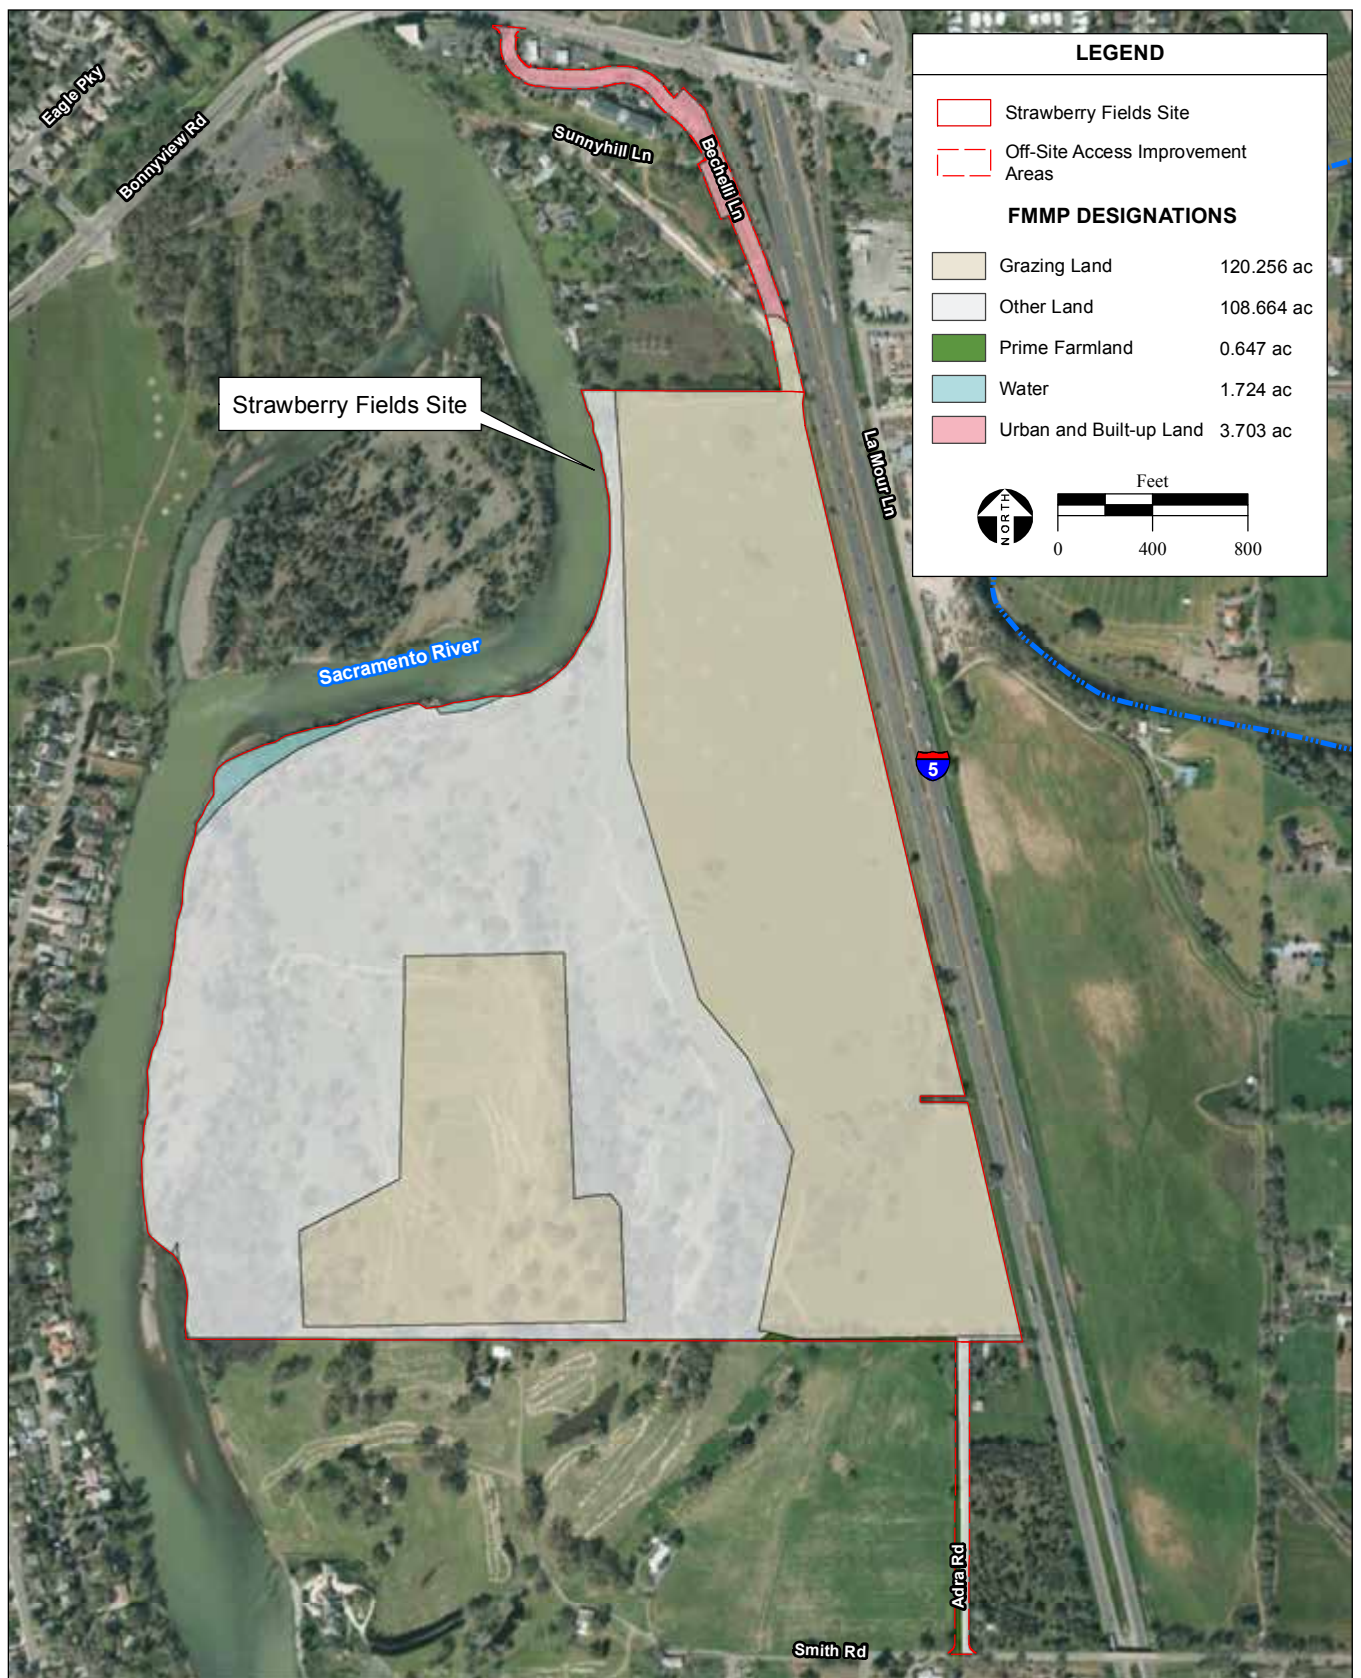 LEGEND
Strawberry Fields Site
Off-Site Access Improvement
Areas
FMMP DESIGNATIONS
Grazing Land 120.256 ac
Other Land 108.664 ac
Prime Farmland 0.647 ac
Water 1.724 ac
Urban and Built-up Land 3.703 ac
Feet
NORTH
0 400 800
Eagle Pky
Bonnyview Rd
Sunnyhill Ln
Bechelli Ln
Strawberry Fields Site
La Mour Ln
Sacramento River
5
Adra Rd
Smith Rd